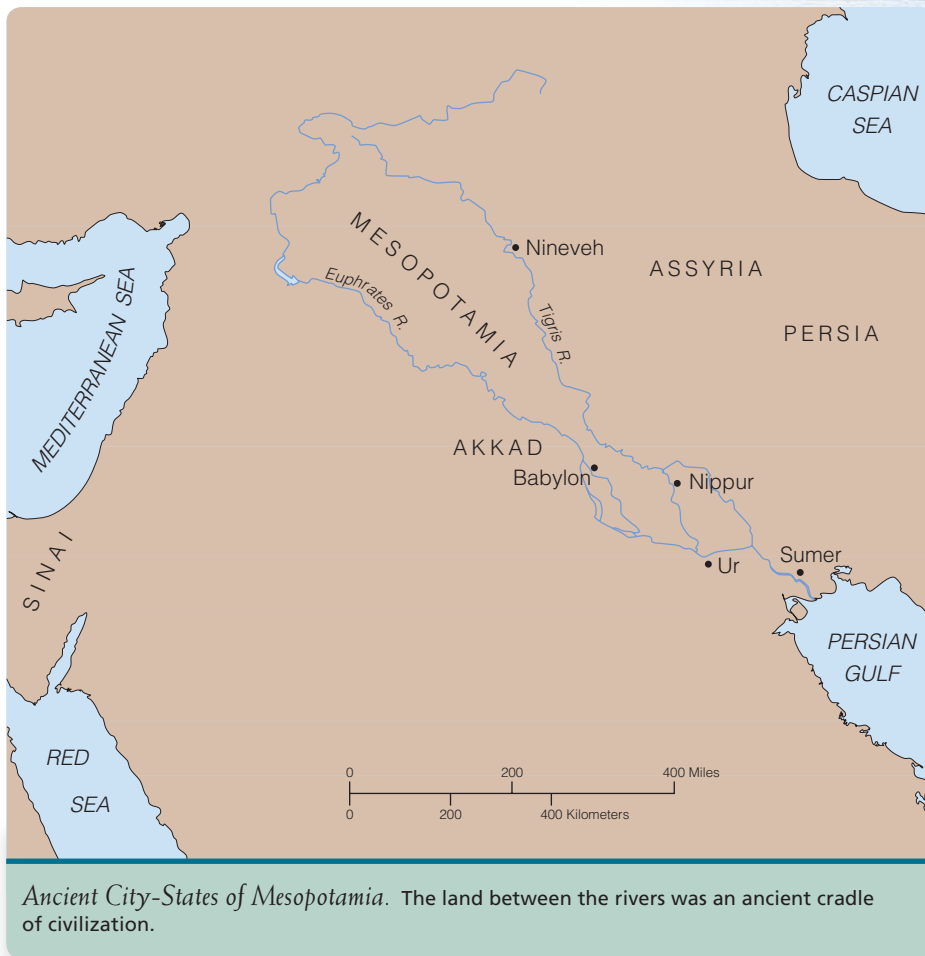 CASPIAN
SEA
MESOPOTAMIA
Nineveh
ASSYRIA
MEDITERRANEAN SEA
Euphrates R.
Tigris R.
PERSIA
AKKAD
Babylon
Nippur
SINAI
Ur
Sumer
PERSIAN
GULF
RED
SEA
0 200 400 Miles
0 200 400 Kilometers
Ancient City-States of Mesopotamia. The land between the rivers was an ancient cradle
of civilization.